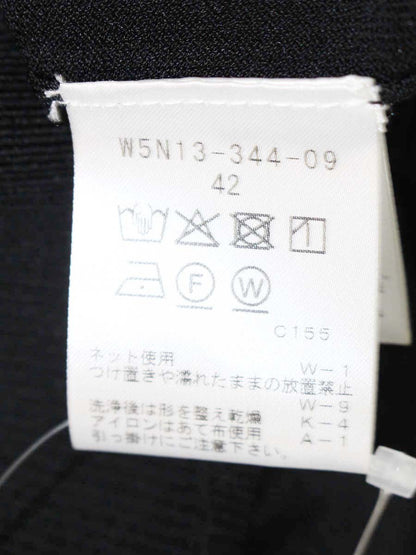 W5N13-344-09
42
F W
C155
ネット使用 W-1
つけ置きや濡れたままの放置禁止
W-9
洗浄後は形を整え乾燥 K-4
アイロンはあて布使用 A-1
引っ掛けにご注意下さい。